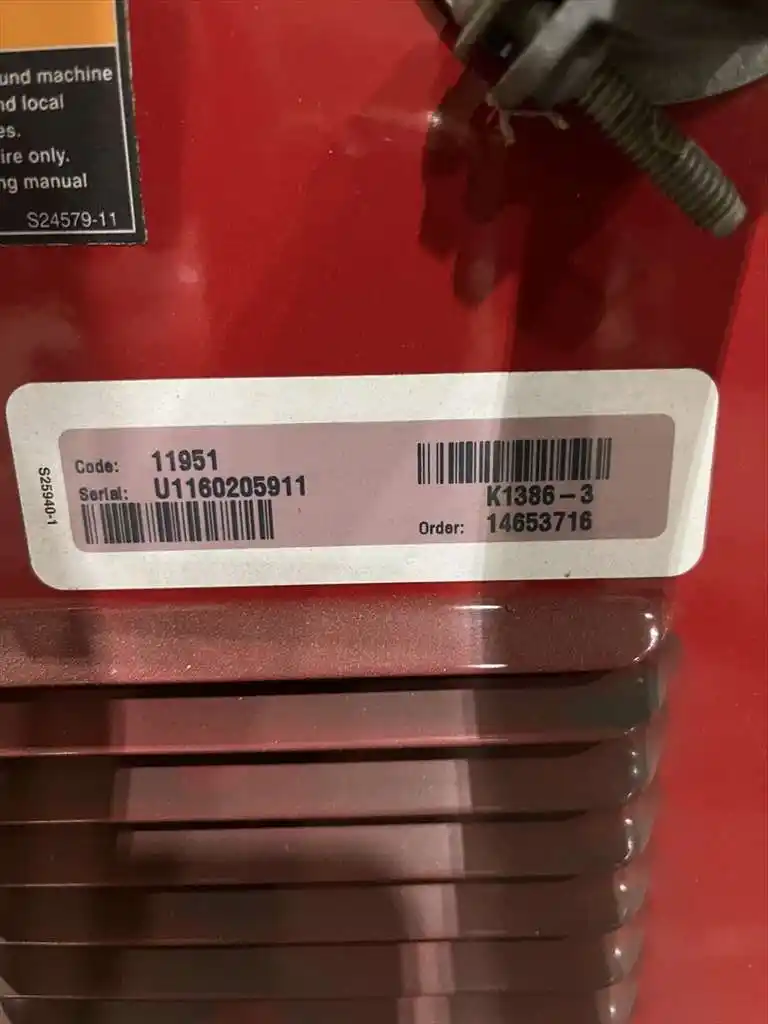 und machine
nd local
es.
ire only.
ng manual
S24579-11
S25940-1
Code: 11951
Serial: U1160205911
K1386-3
Order: 14653716